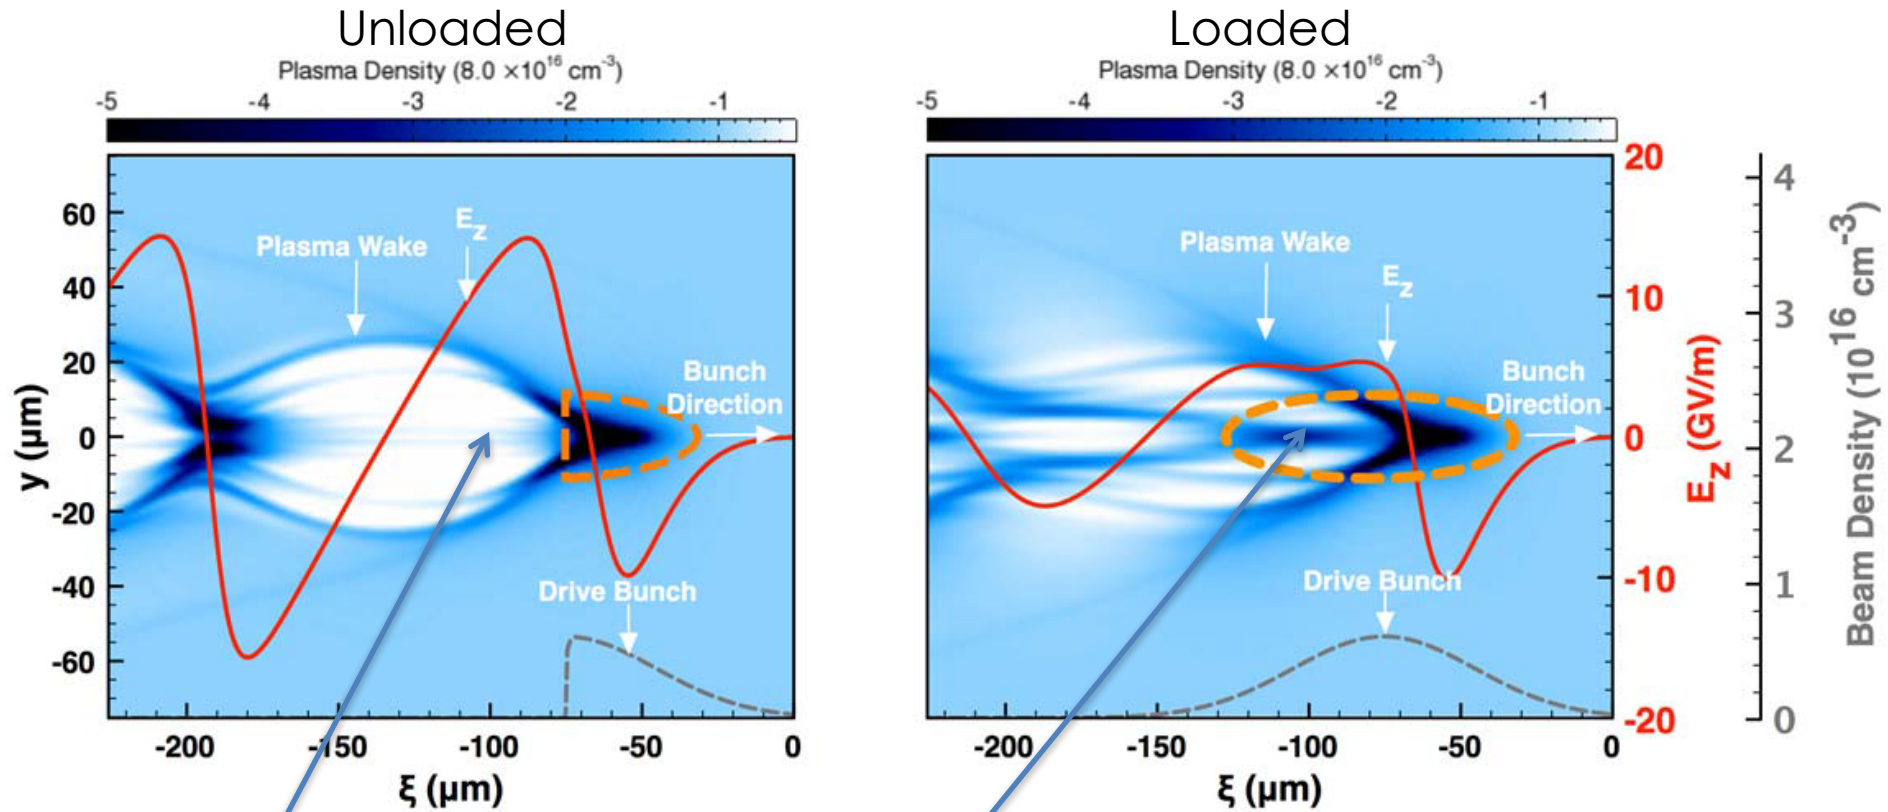 Unloaded
Plasma Density (8.0 ×10¹⁶ cm⁻³)
-5 -4 -3 -2 -1
60
40
20
0
-20
-40
-60
y (µm)
Plasma Wake
E_z
Bunch
Direction
Drive Bunch
-200 -150 -100 -50 0
ξ (µm)
Loaded
Plasma Density (8.0 ×10¹⁶ cm⁻³)
-5 -4 -3 -2 -1
Plasma Wake
E_z
Bunch
Direction
Drive Bunch
-200 -150 -100 -50 0
ξ (µm)
20
10
0
-10
-20
E_z (GV/m)
4
3
2
1
0
Beam Density (10¹⁶ cm⁻³)